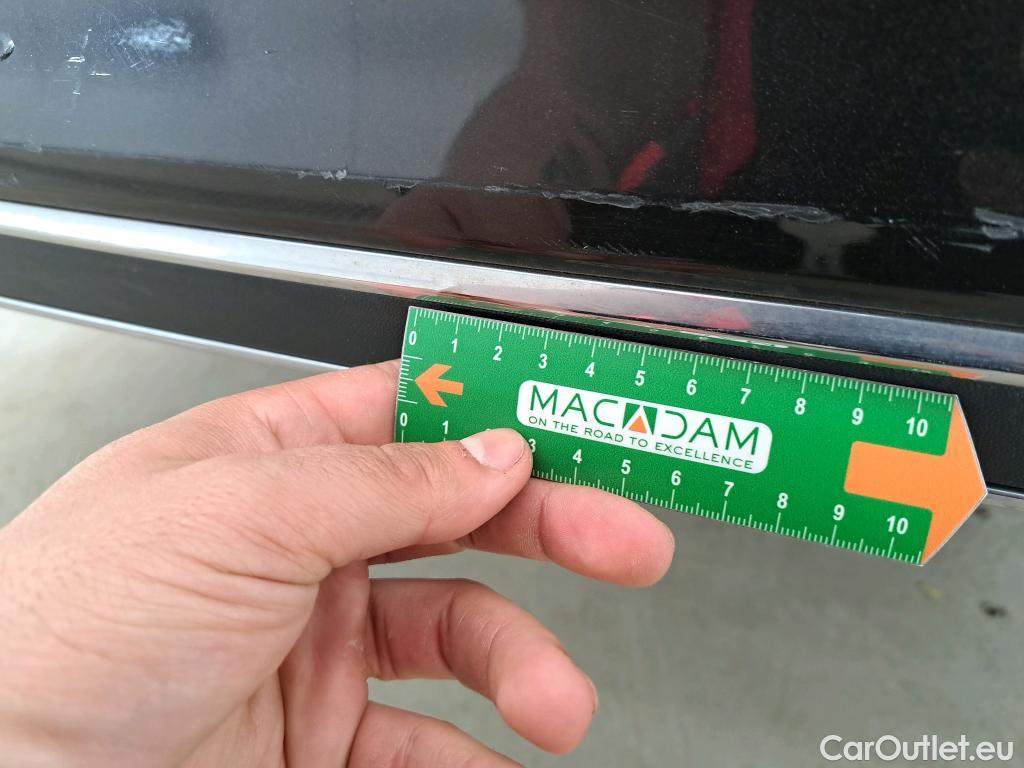 0 1 2 3 4 5 6 7 8 9 10
MACADAM
ON THE ROAD TO EXCELLENCE
0 1 3 4 5 6 7 8 9 10
CarOutlet.eu